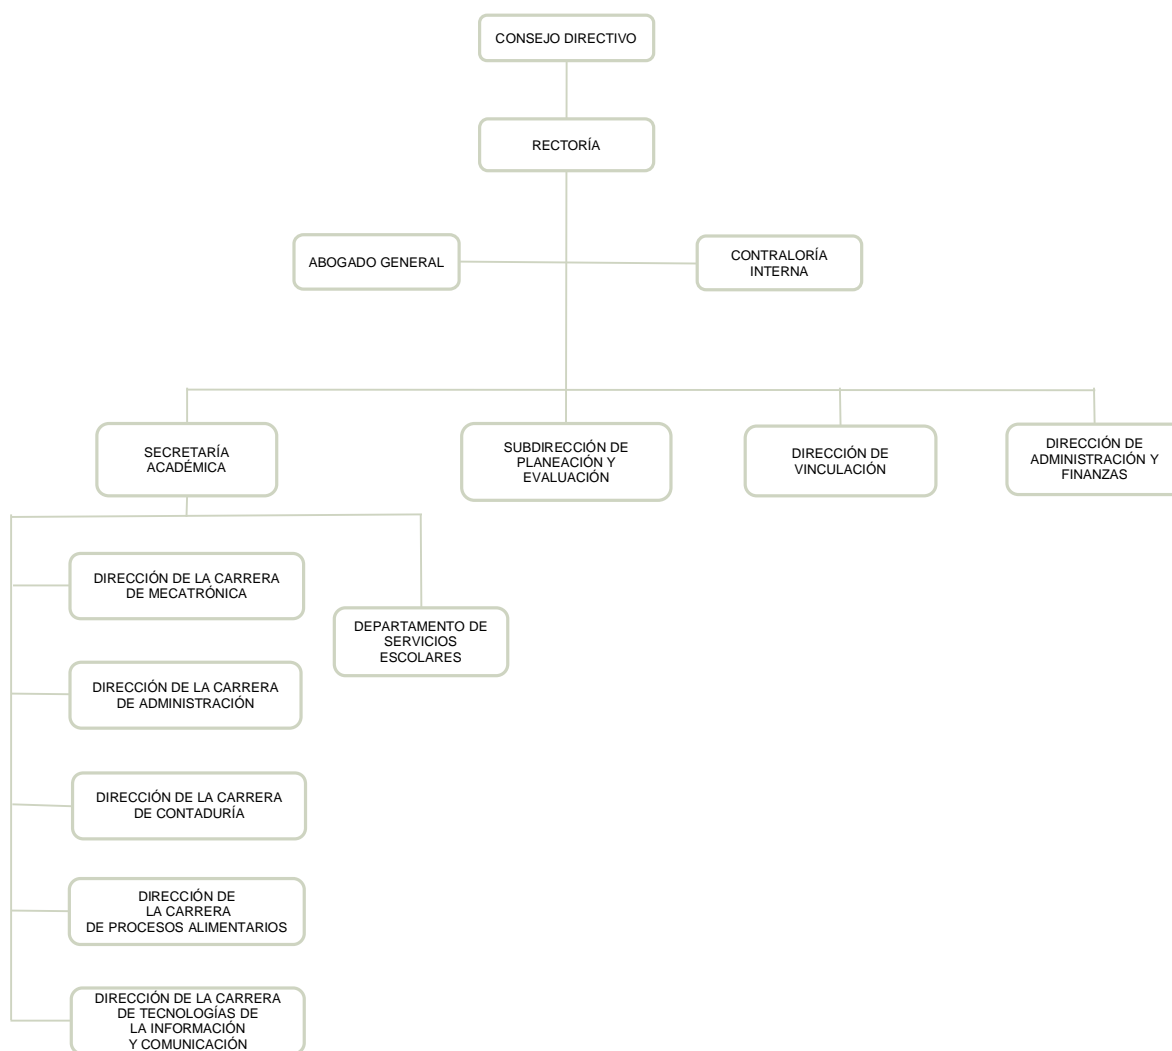 CONSEJO DIRECTIVO
RECTORÍA
ABOGADO GENERAL
CONTRALORÍA
INTERNA
SECRETARÍA
ACADÉMICA
SUBDIRECCIÓN DE
PLANEACIÓN Y
EVALUACIÓN
DIRECCIÓN DE
VINCULACIÓN
DIRECCIÓN DE
ADMINISTRACIÓN Y
FINANZAS
DIRECCIÓN DE LA CARRERA
DE MECATRÓNICA
DEPARTAMENTO DE
SERVICIOS
ESCOLARES
DIRECCIÓN DE LA CARRERA
DE ADMINISTRACIÓN
DIRECCIÓN DE LA CARRERA
DE CONTADURÍA
DIRECCIÓN DE
LA CARRERA
DE PROCESOS ALIMENTARIOS
DIRECCIÓN DE LA CARRERA
DE TECNOLOGÍAS DE
LA INFORMACIÓN
Y COMUNICACIÓN